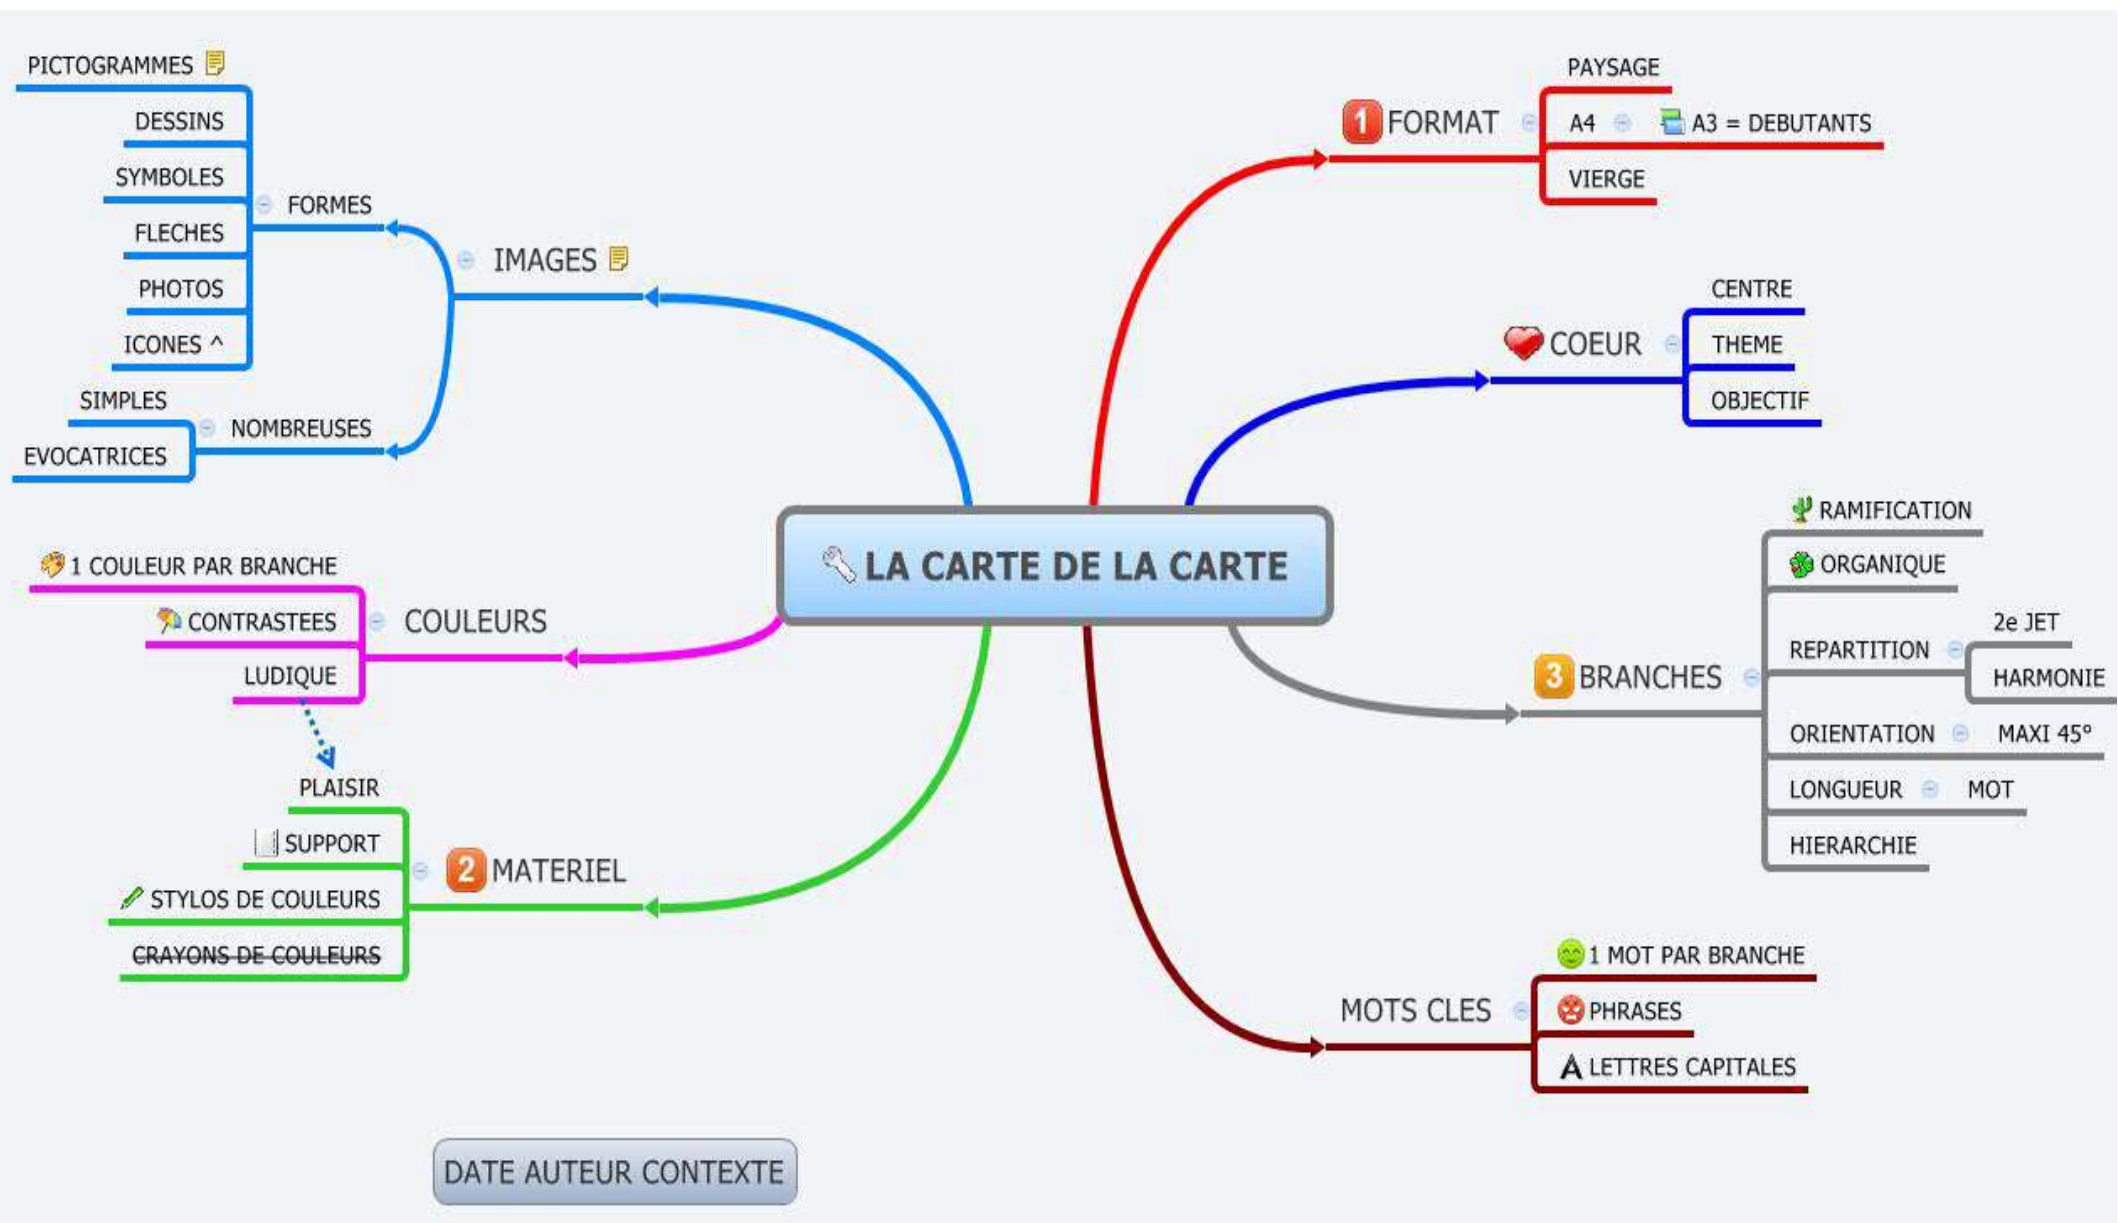 LA CARTE DE LA CARTE
1 FORMAT
PAYSAGE
A4
A3 = DEBUTANTS
VIERGE
COEUR
CENTRE
THEME
OBJECTIF
3 BRANCHES
RAMIFICATION
ORGANIQUE
REPARTITION
2e JET
HARMONIE
ORIENTATION
MAXI 45°
LONGUEUR
MOT
HIERARCHIE
MOTS CLES
1 MOT PAR BRANCHE
PHRASES
LETTRES CAPITALES
IMAGES
FORMES
PICTOGRAMMES
DESSINS
SYMBOLES
FLECHES
PHOTOS
ICONES ^
NOMBREUSES
SIMPLES
EVOCATRICES
COULEURS
1 COULEUR PAR BRANCHE
CONTRASTEES
LUDIQUE
2 MATERIEL
PLAISIR
SUPPORT
STYLOS DE COULEURS
CRAYONS DE COULEURS
DATE AUTEUR CONTEXTE